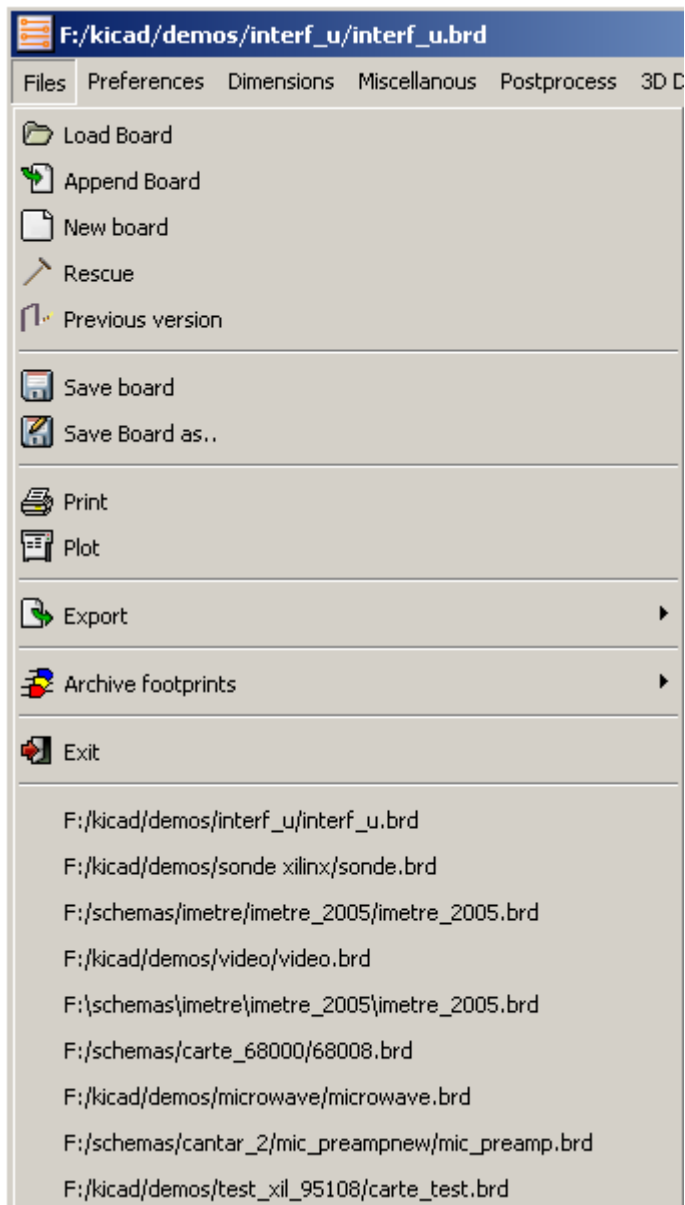 F:/kicad/demos/interf_u/interf_u.brd
Files Preferences Dimensions Miscellanous Postprocess 3D D
Load Board
Append Board
New board
Rescue
Previous version
Save board
Save Board as..
Print
Plot
Export
Archive footprints
Exit
F:/kicad/demos/interf_u/interf_u.brd
F:/kicad/demos/sonde xilinx/sonde.brd
F:/schemas/imetre/imetre_2005/imetre_2005.brd
F:/kicad/demos/video/video.brd
F:\schemas\imetre\imetre_2005\imetre_2005.brd
F:/schemas/carte_68000/68008.brd
F:/kicad/demos/microwave/microwave.brd
F:/schemas/cantar_2/mic_preampnew/mic_preamp.brd
F:/kicad/demos/test_xil_95108/carte_test.brd